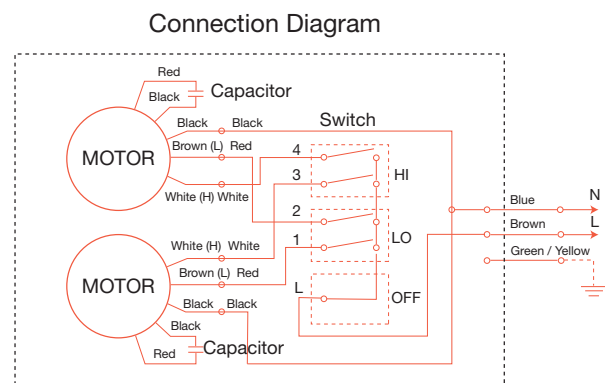 Connection Diagram
Red
Black
Capacitor
Black Black
Switch
MOTOR
Brown (L) Red
White (H) White
4
3
HI
2
1
LO
L
OFF
White (H) White
MOTOR
Brown (L) Red
Black Black
Black
Red
Capacitor
Blue
N
Brown
L
Green / Yellow